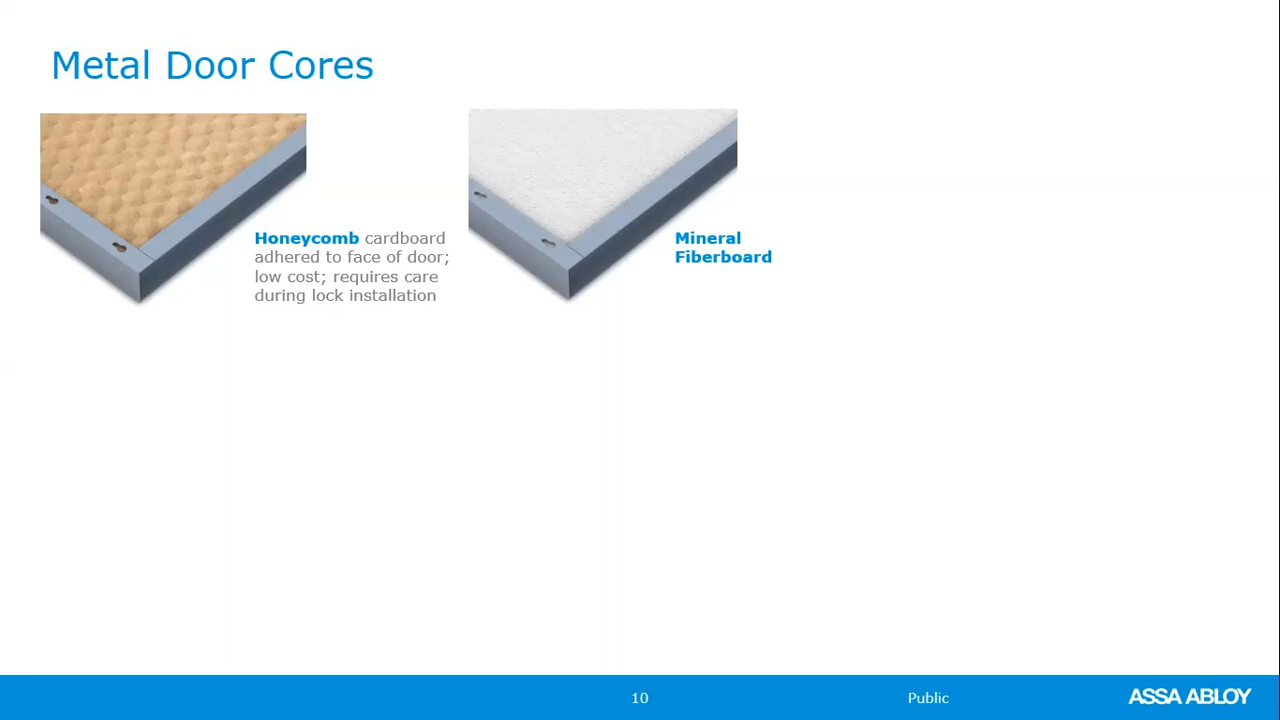 Metal Door Cores
Honeycomb cardboard
adhered to face of door;
low cost; requires care
during lock installation
Mineral
Fiberboard
10
Public
ASSA ABLOY